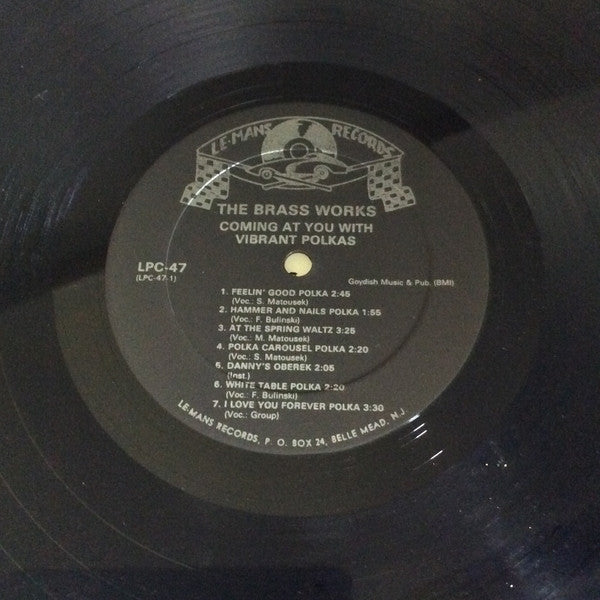 LE-MANS RECORDS
THE BRASS WORKS
COMING AT YOU WITH
VIBRANT POLKAS
LPC-47
(LPC-47-1)
Goydish Music & Pub. (BMI)
1. FEELIN' GOOD POLKA 2:45
(Voc.: S. Matousek)
2. HAMMER AND NAILS POLKA 1:55
(Voc.: F. Bulinski)
3. AT THE SPRING WALTZ 3:25
(Voc.: M. Matousek)
4. POLKA CAROUSEL POLKA 2:20
(Voc.: S. Matousek)
5. DANNY'S OBEREK 2:05
(Inst.)
6. WHITE TABLE POLKA 2:20
(Voc.: F. Bulinski)
7. I LOVE YOU FOREVER POLKA 3:30
(Voc.: Group)
LE-MANS RECORDS, P. O. BOX 24, BELLE MEAD, N.J.